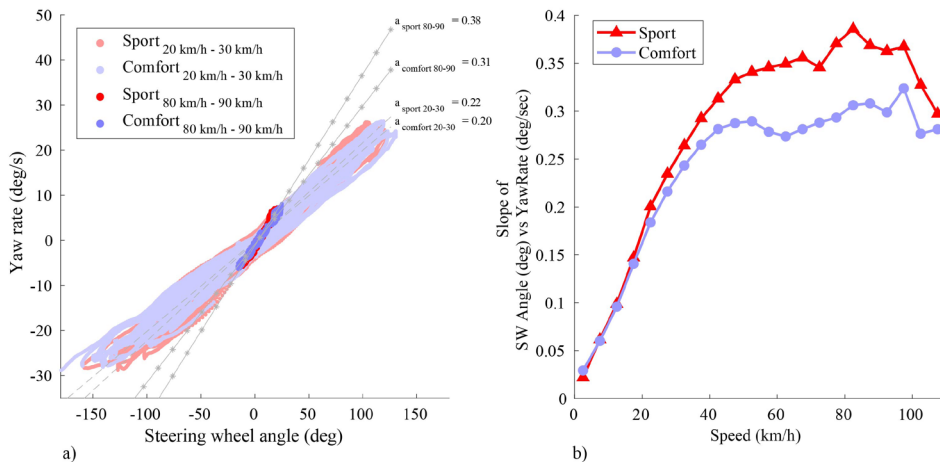 50
40
30
20
10
0
-10
-20
-30
Yaw rate (deg/s)
Sport 20 km/h - 30 km/h
Comfort 20 km/h - 30 km/h
Sport 80 km/h - 90 km/h
Comfort 80 km/h - 90 km/h
a sport 80-90 = 0.38
a comfort 80-90 = 0.31
a sport 20-30 = 0.22
a comfort 20-30 = 0.20
-150 -100 -50 0 50 100 150
Steering wheel angle (deg)
a)
Slope of
SW Angle (deg) vs YawRate (deg/sec)
0.4
0.35
0.3
0.25
0.2
0.15
0.1
0.05
0
Sport
Comfort
0 20 40 60 80 100
Speed (km/h)
b)